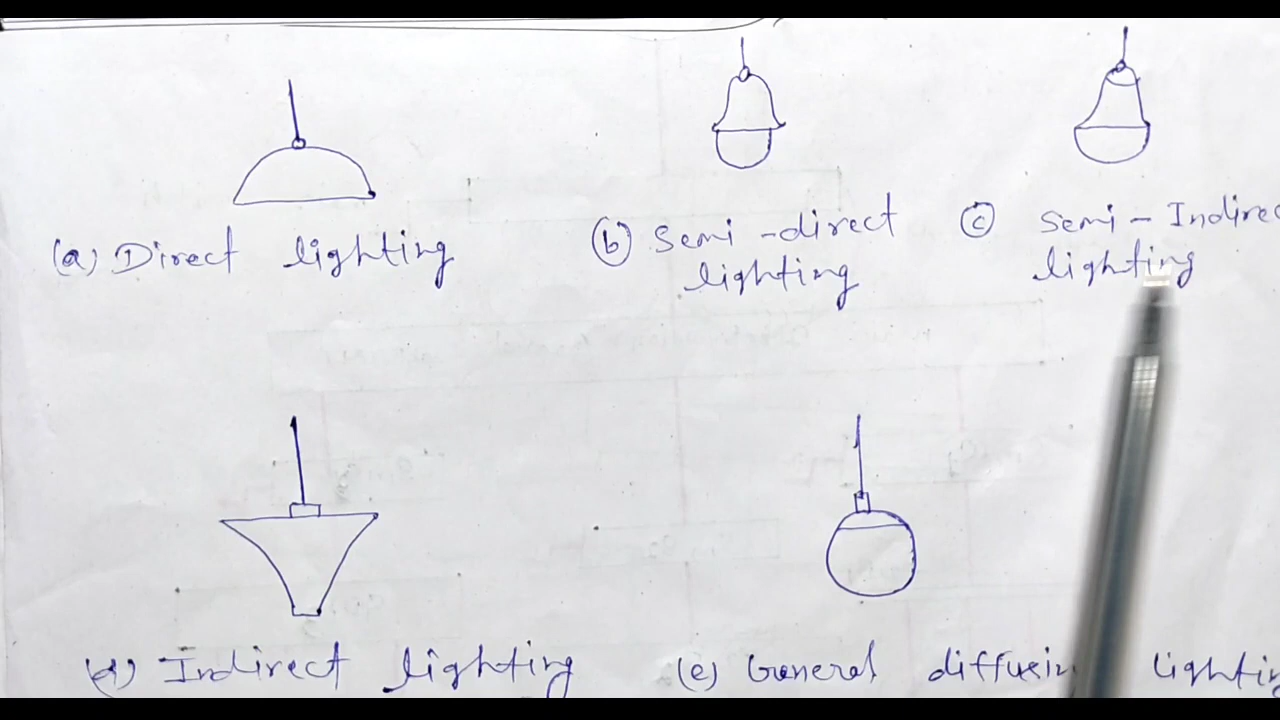 (a) Direct lighting
(b) Semi -direct
lighting
(c) Semi - Indirec
lighting
(d) Indirect lighting
(e) General diffusin lightin